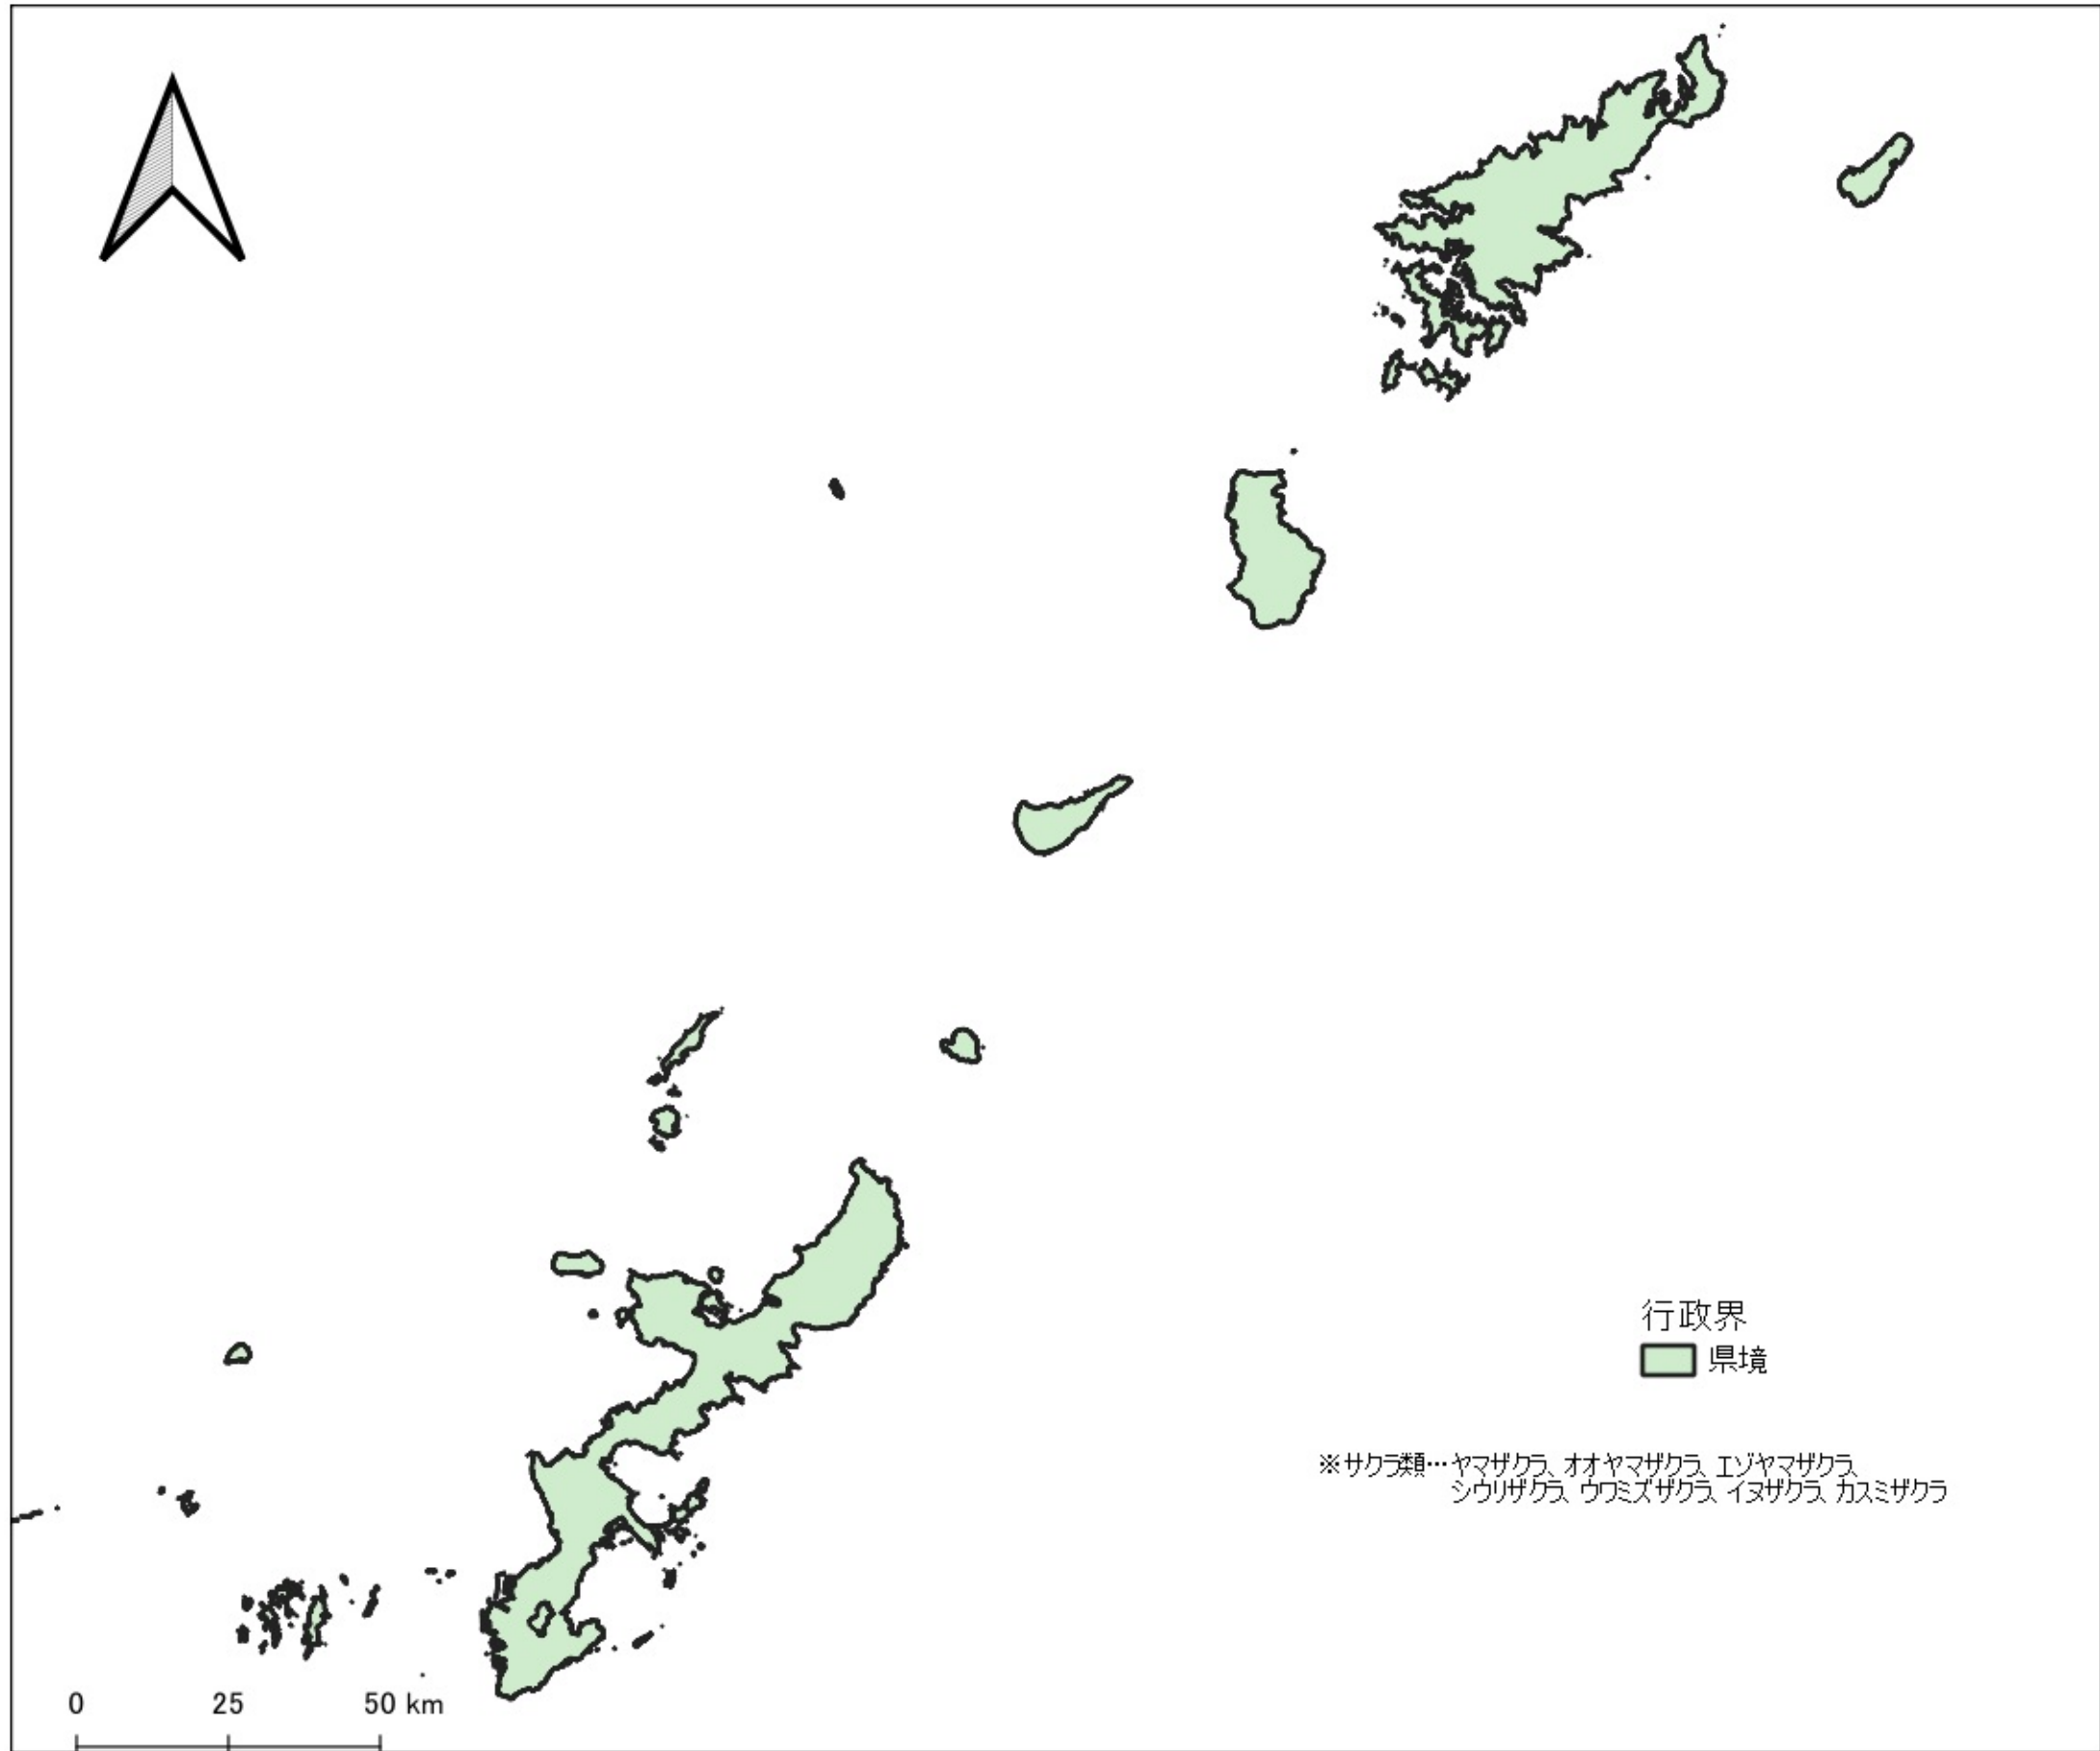 行政界
県境
※サクラ類…ヤマザクラ、オオヤマザクラ、エゾヤマザクラ、
シウリザクラ、ウワミズザクラ、イヌザクラ、カスミザクラ
0 25 50 km